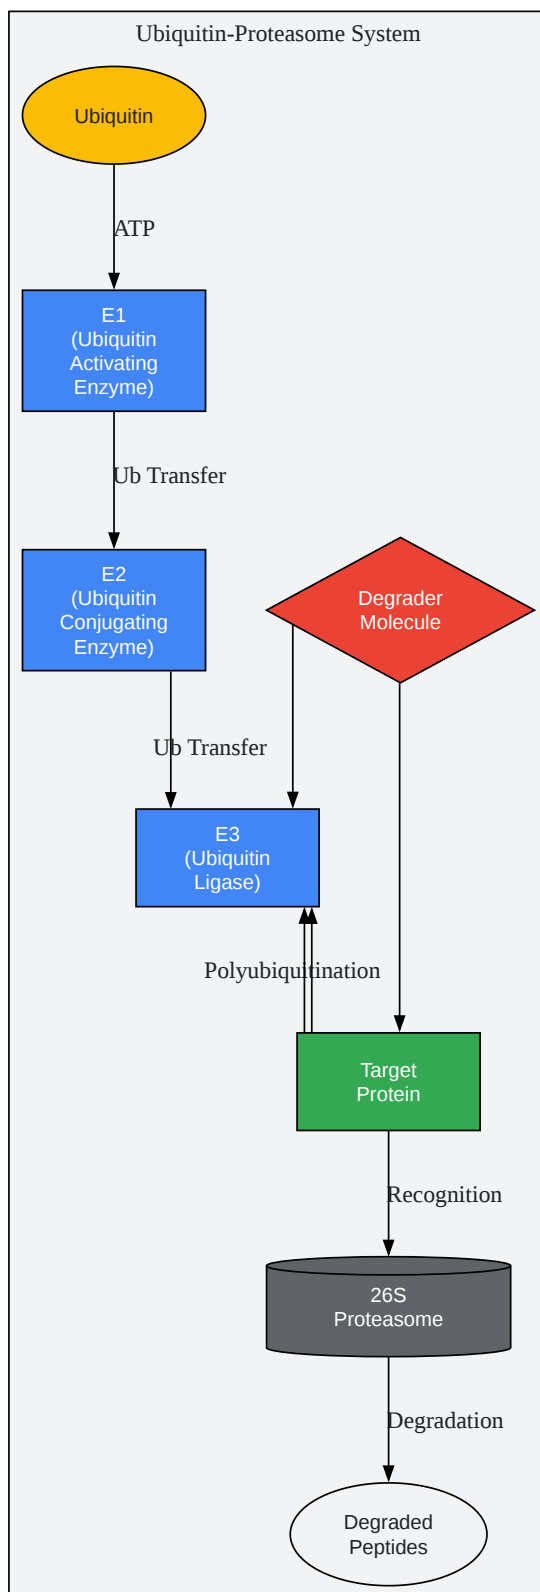 Ubiquitin-Proteasome System
Ubiquitin
ATP
E1
(Ubiquitin
Activating
Enzyme)
Ub Transfer
E2
(Ubiquitin
Conjugating
Enzyme)
Degrader
Molecule
Ub Transfer
E3
(Ubiquitin
Ligase)
Polyubiquitination
Target
Protein
Recognition
26S
Proteasome
Degradation
Degraded
Peptides